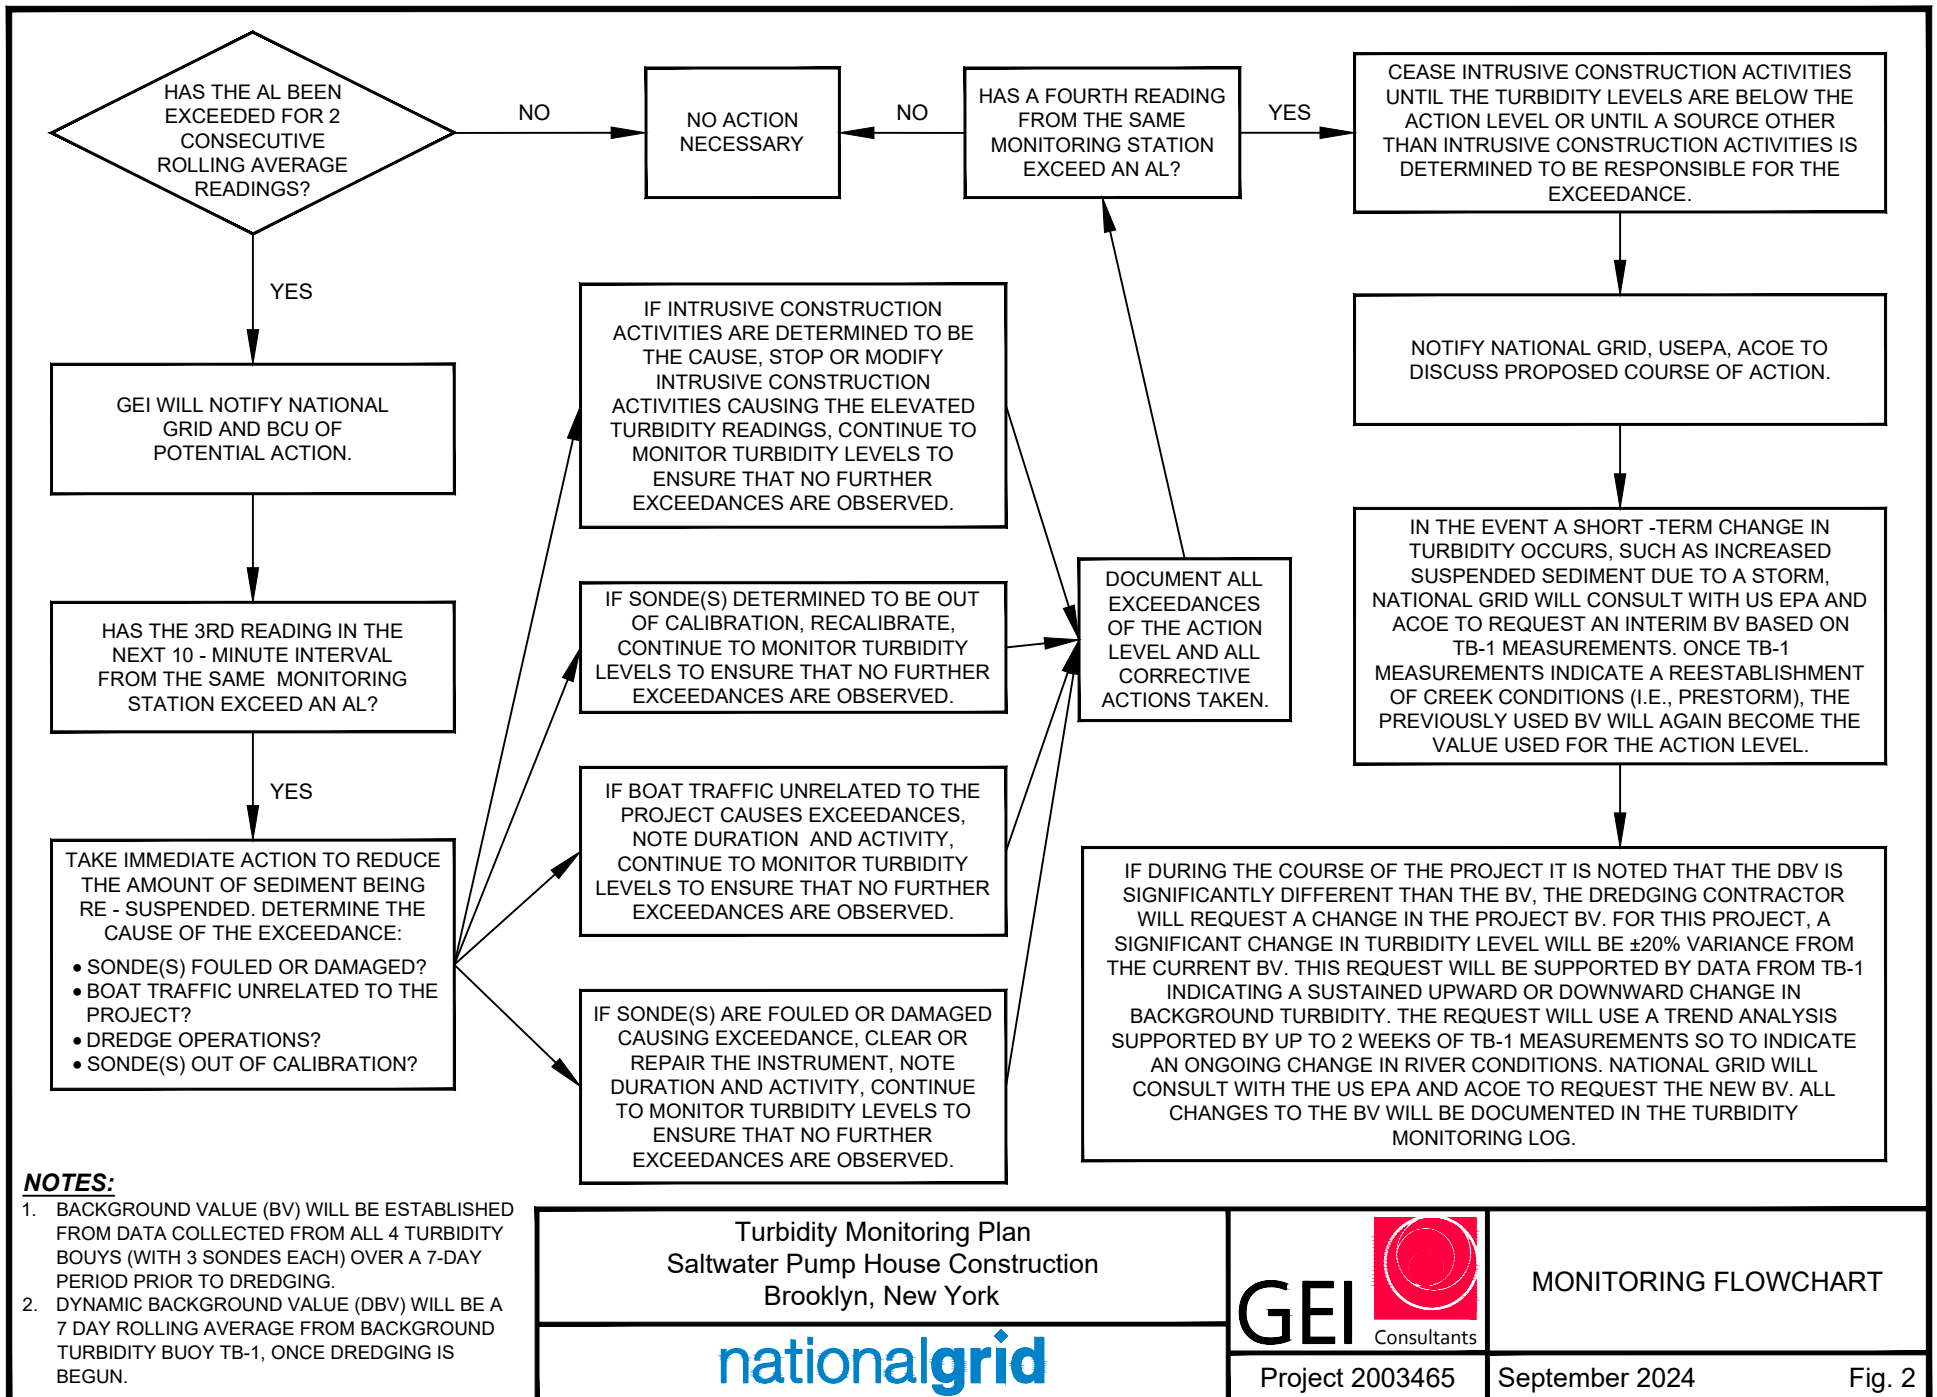 HAS THE AL BEEN
EXCEEDED FOR 2
CONSECUTIVE
ROLLING AVERAGE
READINGS?
NO
NO ACTION
NECESSARY
NO
HAS A FOURTH READING
FROM THE SAME
MONITORING STATION
EXCEED AN AL?
YES
CEASE INTRUSIVE CONSTRUCTION ACTIVITIES
UNTIL THE TURBIDITY LEVELS ARE BELOW THE
ACTION LEVEL OR UNTIL A SOURCE OTHER
THAN INTRUSIVE CONSTRUCTION ACTIVITIES IS
DETERMINED TO BE RESPONSIBLE FOR THE
EXCEEDANCE.
YES
GEI WILL NOTIFY NATIONAL
GRID AND BCU OF
POTENTIAL ACTION.
HAS THE 3RD READING IN THE
NEXT 10 - MINUTE INTERVAL
FROM THE SAME MONITORING
STATION EXCEED AN AL?
YES
TAKE IMMEDIATE ACTION TO REDUCE
THE AMOUNT OF SEDIMENT BEING
RE - SUSPENDED. DETERMINE THE
CAUSE OF THE EXCEEDANCE:
• SONDE(S) FOULED OR DAMAGED?
• BOAT TRAFFIC UNRELATED TO THE
PROJECT?
• DREDGE OPERATIONS?
• SONDE(S) OUT OF CALIBRATION?
IF INTRUSIVE CONSTRUCTION
ACTIVITIES ARE DETERMINED TO BE
THE CAUSE, STOP OR MODIFY
INTRUSIVE CONSTRUCTION
ACTIVITIES CAUSING THE ELEVATED
TURBIDITY READINGS, CONTINUE TO
MONITOR TURBIDITY LEVELS TO
ENSURE THAT NO FURTHER
EXCEEDANCES ARE OBSERVED.
IF SONDE(S) DETERMINED TO BE OUT
OF CALIBRATION, RECALIBRATE,
CONTINUE TO MONITOR TURBIDITY
LEVELS TO ENSURE THAT NO FURTHER
EXCEEDANCES ARE OBSERVED.
IF BOAT TRAFFIC UNRELATED TO THE
PROJECT CAUSES EXCEEDANCES,
NOTE DURATION AND ACTIVITY,
CONTINUE TO MONITOR TURBIDITY
LEVELS TO ENSURE THAT NO FURTHER
EXCEEDANCES ARE OBSERVED.
IF SONDE(S) ARE FOULED OR DAMAGED
CAUSING EXCEEDANCE, CLEAR OR
REPAIR THE INSTRUMENT, NOTE
DURATION AND ACTIVITY, CONTINUE
TO MONITOR TURBIDITY LEVELS TO
ENSURE THAT NO FURTHER
EXCEEDANCES ARE OBSERVED.
DOCUMENT ALL
EXCEEDANCES
OF THE ACTION
LEVEL AND ALL
CORRECTIVE
ACTIONS TAKEN.
NOTIFY NATIONAL GRID, USEPA, ACOE TO
DISCUSS PROPOSED COURSE OF ACTION.
IN THE EVENT A SHORT -TERM CHANGE IN
TURBIDITY OCCURS, SUCH AS INCREASED
SUSPENDED SEDIMENT DUE TO A STORM,
NATIONAL GRID WILL CONSULT WITH US EPA AND
ACOE TO REQUEST AN INTERIM BV BASED ON
TB-1 MEASUREMENTS. ONCE TB-1
MEASUREMENTS INDICATE A REESTABLISHMENT
OF CREEK CONDITIONS (I.E., PRESTORM), THE
PREVIOUSLY USED BV WILL AGAIN BECOME THE
VALUE USED FOR THE ACTION LEVEL.
IF DURING THE COURSE OF THE PROJECT IT IS NOTED THAT THE DBV IS
SIGNIFICANTLY DIFFERENT THAN THE BV, THE DREDGING CONTRACTOR
WILL REQUEST A CHANGE IN THE PROJECT BV. FOR THIS PROJECT, A
SIGNIFICANT CHANGE IN TURBIDITY LEVEL WILL BE ±20% VARIANCE FROM
THE CURRENT BV. THIS REQUEST WILL BE SUPPORTED BY DATA FROM TB-1
INDICATING A SUSTAINED UPWARD OR DOWNWARD CHANGE IN
BACKGROUND TURBIDITY. THE REQUEST WILL USE A TREND ANALYSIS
SUPPORTED BY UP TO 2 WEEKS OF TB-1 MEASUREMENTS SO TO INDICATE
AN ONGOING CHANGE IN RIVER CONDITIONS. NATIONAL GRID WILL
CONSULT WITH THE US EPA AND ACOE TO REQUEST THE NEW BV. ALL
CHANGES TO THE BV WILL BE DOCUMENTED IN THE TURBIDITY
MONITORING LOG.
NOTES:
1. BACKGROUND VALUE (BV) WILL BE ESTABLISHED
FROM DATA COLLECTED FROM ALL 4 TURBIDITY
BOUYS (WITH 3 SONDES EACH) OVER A 7-DAY
PERIOD PRIOR TO DREDGING.
2. DYNAMIC BACKGROUND VALUE (DBV) WILL BE A
7 DAY ROLLING AVERAGE FROM BACKGROUND
TURBIDITY BUOY TB-1, ONCE DREDGING IS
BEGUN.
Turbidity Monitoring Plan
Saltwater Pump House Construction
Brooklyn, New York
nationalgrid
GEI
Consultants
Project 2003465
MONITORING FLOWCHART
September 2024
Fig. 2